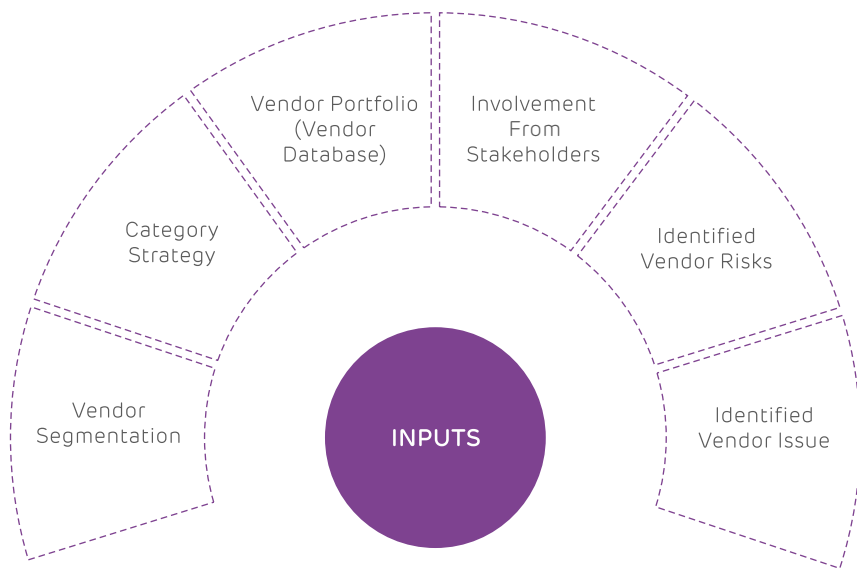 Vendor Portfolio
(Vendor
Database)
Involvement
From
Stakeholders
Category
Strategy
Identified
Vendor Risks
Vendor
Segmentation
INPUTS
Identified
Vendor Issue